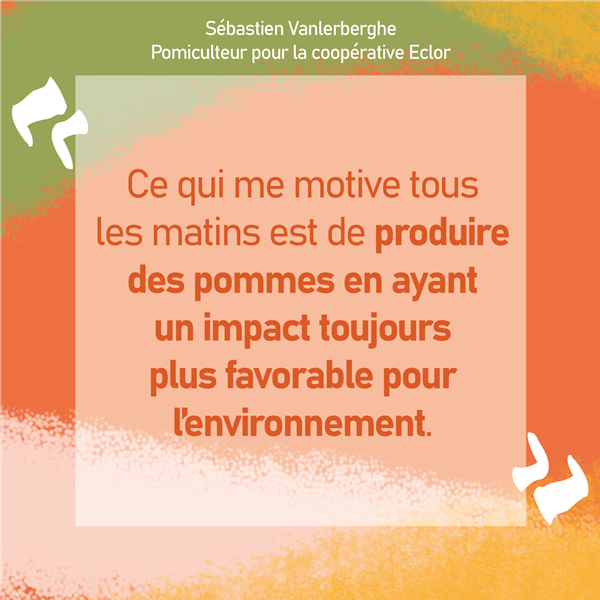 Sébastien Vanlerberghe
Pomiculteur pour la coopérative Eclor
Ce qui me motive tous
les matins est de produire
des pommes en ayant
un impact toujours
plus favorable pour
l'environnement.